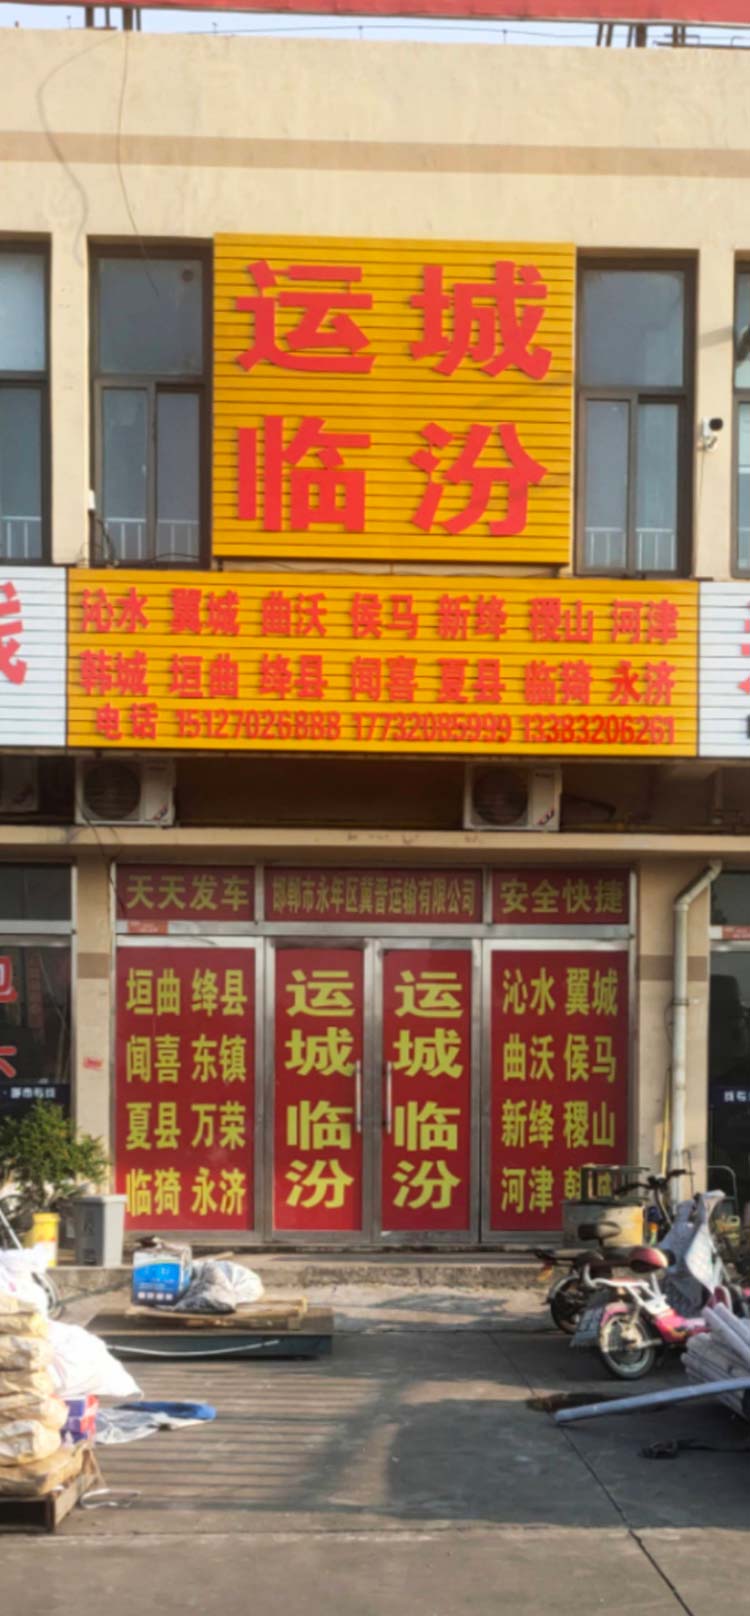 运城
临汾
沁水 翼城 曲沃 侯马 新绛 稷山 河津
韩城 垣曲 绛县 闻喜 夏县 临猗 永济
电话 15127026888 17732085999 13383206261
天天发车
邯郸市永年区冀晋运输有限公司
安全快捷
垣曲 绛县
闻喜 东镇
夏县 万荣
临猗 永济
运城临汾
运城临汾
沁水 翼城
曲沃 侯马
新绛 稷山
河津 韩城